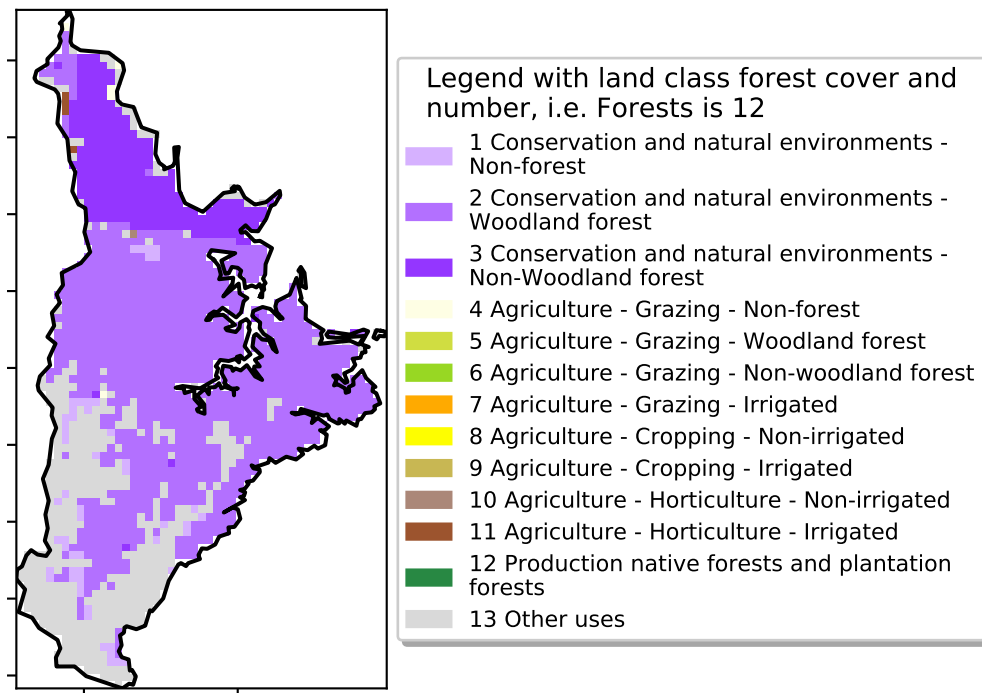 Legend with land class forest cover and
number, i.e. Forests is 12
1 Conservation and natural environments -
Non-forest
2 Conservation and natural environments -
Woodland forest
3 Conservation and natural environments -
Non-Woodland forest
4 Agriculture - Grazing - Non-forest
5 Agriculture - Grazing - Woodland forest
6 Agriculture - Grazing - Non-woodland forest
7 Agriculture - Grazing - Irrigated
8 Agriculture - Cropping - Non-irrigated
9 Agriculture - Cropping - Irrigated
10 Agriculture - Horticulture - Non-irrigated
11 Agriculture - Horticulture - Irrigated
12 Production native forests and plantation
forests
13 Other uses